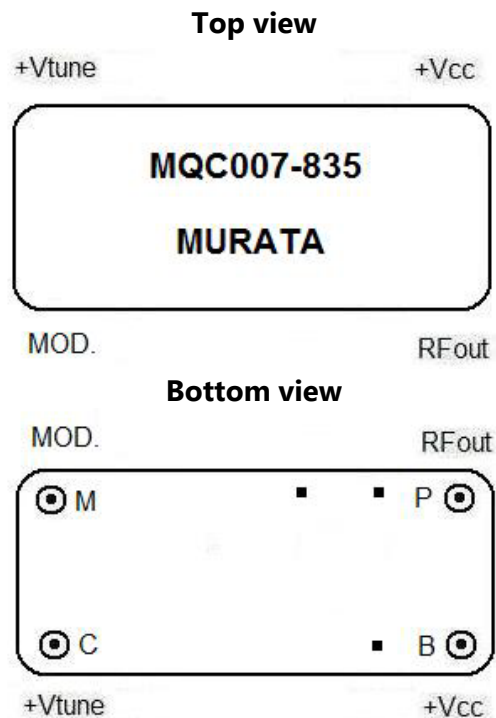 Top view
+Vtune +Vcc
MQC007-835
MURATA
MOD. RFout
Bottom view
MOD. RFout
M P
C B
+Vtune +Vcc